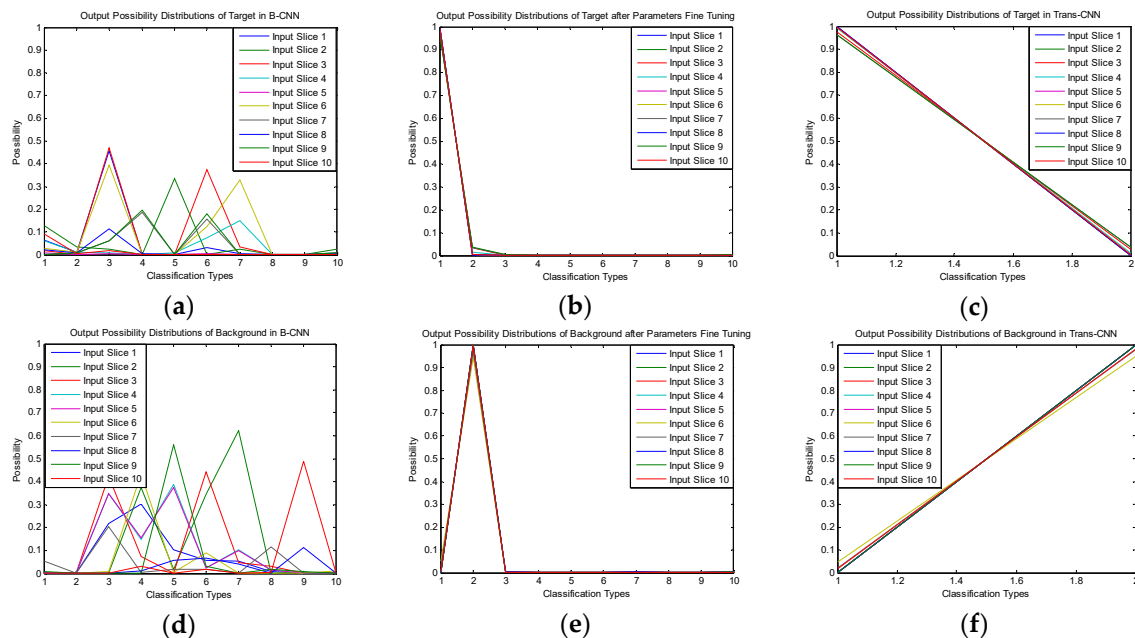 Output Possibility Distributions of Target in B-CNN
1
0.9
0.8
0.7
0.6
0.5
0.4
0.3
0.2
0.1
0
Possibility
Input Slice 1
Input Slice 2
Input Slice 3
Input Slice 4
Input Slice 5
Input Slice 6
Input Slice 7
Input Slice 8
Input Slice 9
Input Slice 10
1 2 3 4 5 6 7 8 9 10
Classification Types
(a)
Output Possibility Distributions of Target after Parameters Fine Tuning
1
0.9
0.8
0.7
0.6
0.5
0.4
0.3
0.2
0.1
0
Possibility
Input Slice 1
Input Slice 2
Input Slice 3
Input Slice 4
Input Slice 5
Input Slice 6
Input Slice 7
Input Slice 8
Input Slice 9
Input Slice 10
1 2 3 4 5 6 7 8 9 10
Classification Types
(b)
Output Possibility Distributions of Target in Trans-CNN
1
0.9
0.8
0.7
0.6
0.5
0.4
0.3
0.2
0.1
0
Possibility
Input Slice 1
Input Slice 2
Input Slice 3
Input Slice 4
Input Slice 5
Input Slice 6
Input Slice 7
Input Slice 8
Input Slice 9
Input Slice 10
1 1.2 1.4 1.6 1.8 2
Classification Types
(c)
Output Possibility Distributions of Background in B-CNN
1
0.9
0.8
0.7
0.6
0.5
0.4
0.3
0.2
0.1
0
Possibility
Input Slice 1
Input Slice 2
Input Slice 3
Input Slice 4
Input Slice 5
Input Slice 6
Input Slice 7
Input Slice 8
Input Slice 9
Input Slice 10
1 2 3 4 5 6 7 8 9 10
Classification Types
(d)
Output Possibility Distributions of Background after Parameters Fine Tuning
1
0.9
0.8
0.7
0.6
0.5
0.4
0.3
0.2
0.1
0
Possibility
Input Slice 1
Input Slice 2
Input Slice 3
Input Slice 4
Input Slice 5
Input Slice 6
Input Slice 7
Input Slice 8
Input Slice 9
Input Slice 10
1 2 3 4 5 6 7 8 9 10
Classification Types
(e)
Output Possibility Distributions of Background in Trans-CNN
1
0.9
0.8
0.7
0.6
0.5
0.4
0.3
0.2
0.1
0
Possibility
Input Slice 1
Input Slice 2
Input Slice 3
Input Slice 4
Input Slice 5
Input Slice 6
Input Slice 7
Input Slice 8
Input Slice 9
Input Slice 10
1 1.2 1.4 1.6 1.8 2
Classification Types
(f)